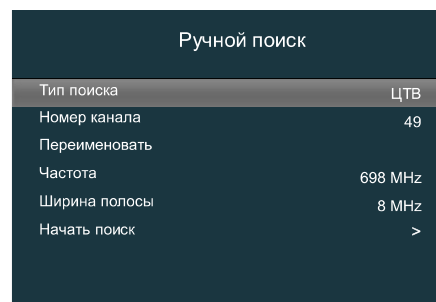 Ручной поиск
Тип поиска ЦТВ
Номер канала 49
Переименовать
Частота 698 MHz
Ширина полосы 8 MHz
Начать поиск >